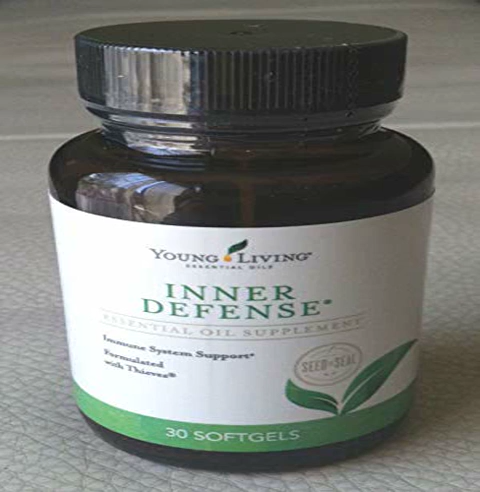 YOUNG LIVING
ESSENTIAL OILS
INNER
DEFENSE®
ESSENTIAL OIL SUPPLEMENT
Immune System Support*
Formulated
with Thieves®
SEED TO SEAL
30 SOFTGELS